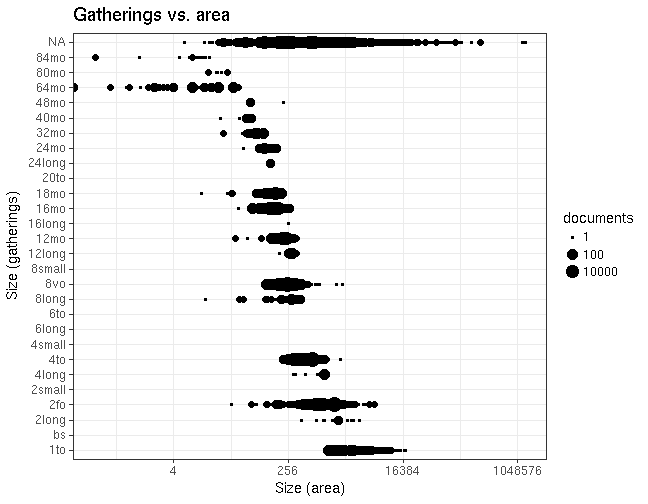 Gatherings vs. area
NA
84mo
80mo
64mo
48mo
40mo
32mo
24mo
24long
20to
18mo
16mo
16long
12mo
12long
8small
8vo
8long
6to
6long
4small
4to
4long
2small
2fo
2long
bs
1to
Size (gatherings)
4
256
16384
1048576
Size (area)
documents
1
100
10000